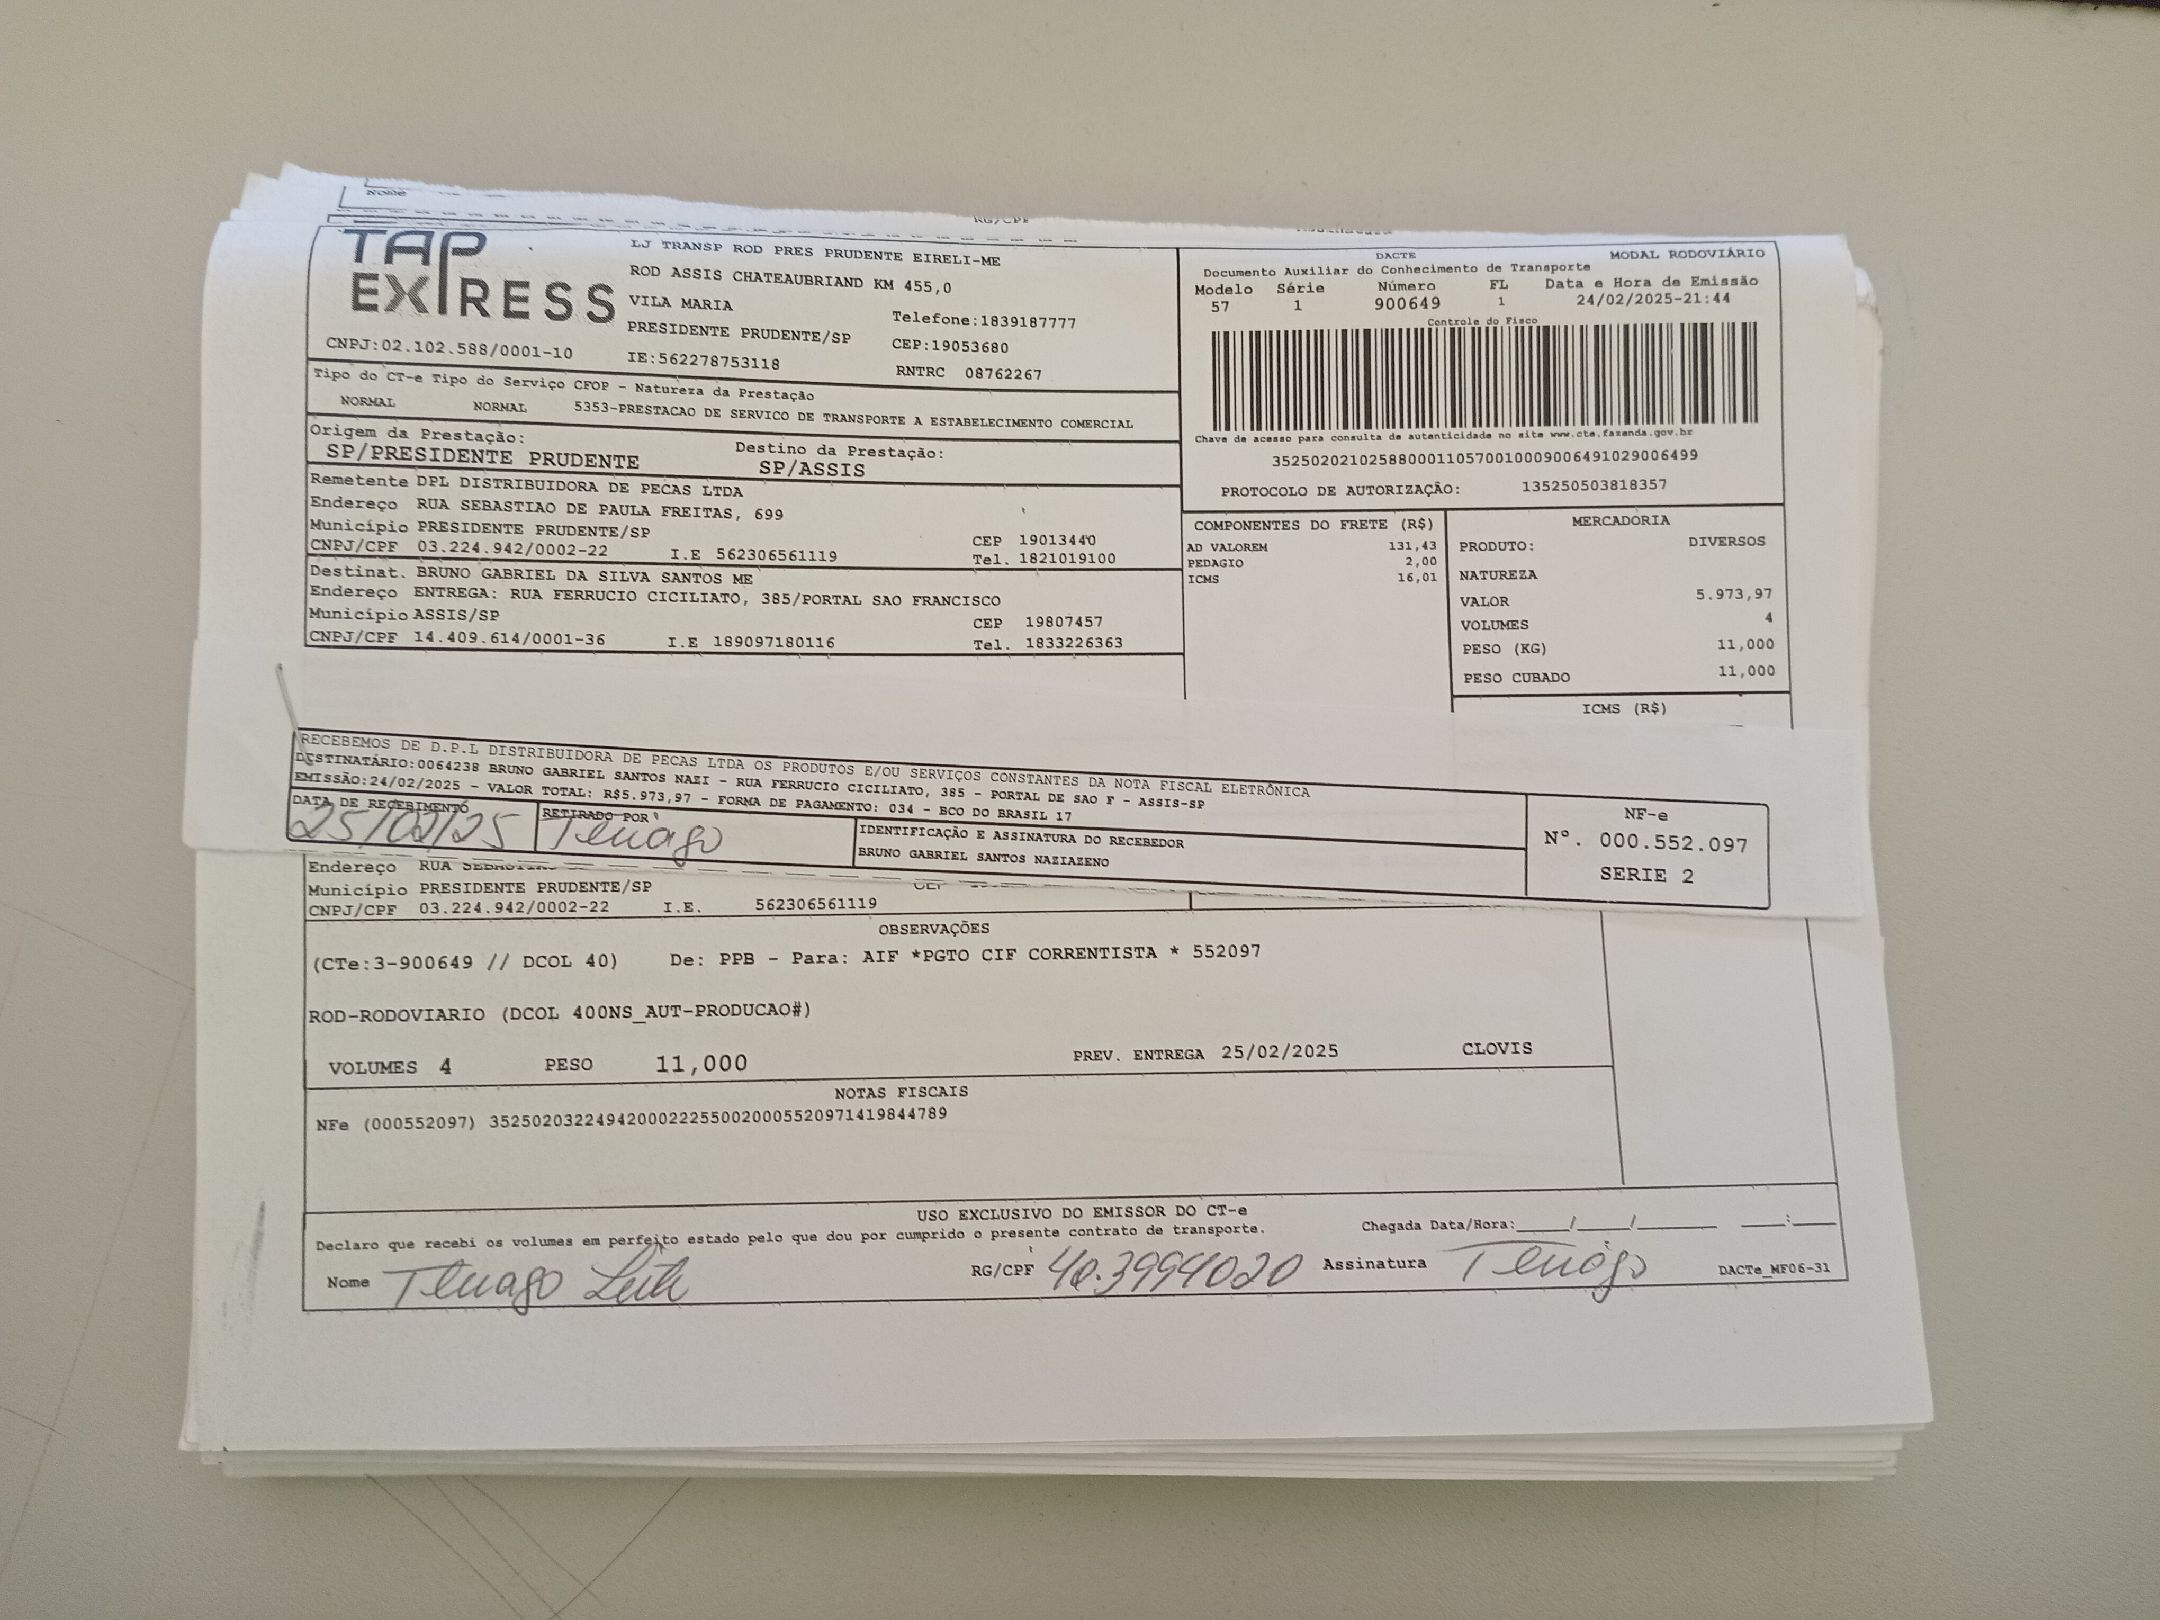 Nome
RG/CPF
TAP EXPRESS
LJ TRANSP ROD PRES PRUDENTE EIRELI-ME
ROD ASSIS CHATEAUBRIAND KM 455,0
VILA MARIA
Telefone:1839187777
PRESIDENTE PRUDENTE/SP
CEP:19053680
CNPJ:02.102.588/0001-10
IE:562278753118
RNTRC 08762267
DACTE
MODAL RODOVIÁRIO
Documento Auxiliar do Conhecimento de Transporte
Modelo Série Número FL Data e Hora de Emissão
57 1 900649 1 24/02/2025-21:44
Controle do Fisco
Chave de acesso para consulta de autenticidade no site www.cte.fazenda.gov.br
35250202102588000110570010009006491029006499
PROTOCOLO DE AUTORIZAÇÃO: 135250503818357
Tipo do CT-e Tipo do Serviço CFOP - Natureza da Prestação
NORMAL NORMAL 5353-PRESTACAO DE SERVICO DE TRANSPORTE A ESTABELECIMENTO COMERCIAL
Origem da Prestação: Destino da Prestação:
SP/PRESIDENTE PRUDENTE SP/ASSIS
Remetente DPL DISTRIBUIDORA DE PECAS LTDA
Endereço RUA SEBASTIAO DE PAULA FREITAS, 699
Município PRESIDENTE PRUDENTE/SP CEP 19013440
CNPJ/CPF 03.224.942/0002-22 I.E 562306561119 Tel. 1821019100
Destinat. BRUNO GABRIEL DA SILVA SANTOS ME
Endereço ENTREGA: RUA FERRUCIO CICILIATO, 385/PORTAL SAO FRANCISCO
Município ASSIS/SP CEP 19807457
CNPJ/CPF 14.409.614/0001-36 I.E 189097180116 Tel. 1833226363
COMPONENTES DO FRETE (R$)
AD VALOREM 131,43
PEDAGIO 2,00
ICMS 16,01
MERCADORIA
PRODUTO: DIVERSOS
NATUREZA
VALOR 5.973,97
VOLUMES 4
PESO (KG) 11,000
PESO CUBADO 11,000
ICMS (R$)
RECEBEMOS DE D.P.L DISTRIBUIDORA DE PECAS LTDA OS PRODUTOS E/OU SERVIÇOS CONSTANTES DA NOTA FISCAL ELETRÔNICA
DESTINATÁRIO:0064238 BRUNO GABRIEL SANTOS NAZI - RUA FERRUCIO CICILIATO, 385 - PORTAL DE SAO F - ASSIS-SP
EMISSÃO:24/02/2025 - VALOR TOTAL: R$5.973,97 - FORMA DE PAGAMENTO: 034 - BCO DO BRASIL 17
DATA DE RECEBIMENTO RETIRADO POR IDENTIFICAÇÃO E ASSINATURA DO RECEBEDOR
25/02/25 BRUNO GABRIEL SANTOS NAZIAZENO
NF-e
Nº. 000.552.097
SERIE 2
Endereço RUA
Município PRESIDENTE PRUDENTE/SP
CNPJ/CPF 03.224.942/0002-22 I.E. 562306561119
OBSERVAÇÕES
(CTe:3-900649 // DCOL 40) De: PPB - Para: AIF *PGTO CIF CORRENTISTA * 552097
ROD-RODOVIARIO (DCOL 400NS_AUT-PRODUCAO#)
VOLUMES 4 PESO 11,000 PREV. ENTREGA 25/02/2025 CLOVIS
NOTAS FISCAIS
NFe (000552097) 35250203224942000222550020005520971419844789
USO EXCLUSIVO DO EMISSOR DO CT-e
Declaro que recebi os volumes em perfeito estado pelo que dou por cumprido o presente contrato de transporte. Chegada Data/Hora:____/____/______ ___:___
Nome RG/CPF 40.3994020 Assinatura DACTe_MF06-31